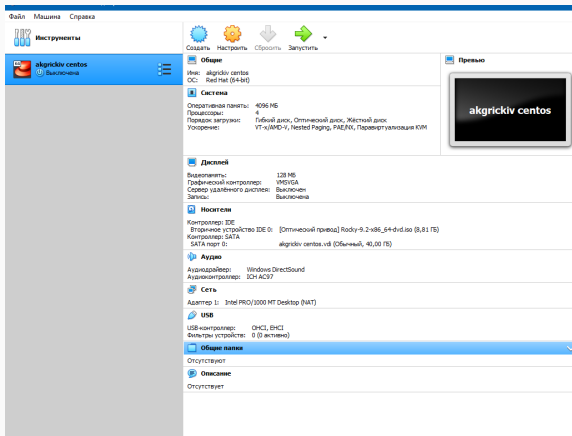 Файл Машина Справка
Инструменты
akgrickiv centos
Выключена
Создать Настроить Сбросить Запустить
Общие
Имя: akgrickiv centos
ОС: Red Hat (64-bit)
Превью
akgrickiv centos
Система
Оперативная память: 4096 МБ
Процессоры: 4
Порядок загрузки: Гибкий диск, Оптический диск, Жёсткий диск
Ускорение: VT-x/AMD-V, Nested Paging, PAE/NX, Паравиртуализация KVM
Дисплей
Видеопамять: 128 МБ
Графический контроллер: VMSVGA
Сервер удалённого дисплея: Выключен
Запись: Выключена
Носители
Контроллер: IDE
Вторичное устройство IDE 0: [Оптический привод] Rocky-9.2-x86_64-dvd.iso (8,81 ГБ)
Контроллер: SATA
SATA порт 0: akgrickiv centos.vdi (Обычный, 40,00 ГБ)
Аудио
Аудиодрайвер: Windows DirectSound
Аудиоконтроллер: ICH AC97
Сеть
Адаптер 1: Intel PRO/1000 MT Desktop (NAT)
USB
USB-контроллер: OHCI, EHCI
Фильтры устройств: 0 (0 активно)
Общие папки
Отсутствуют
Описание
Отсутствует